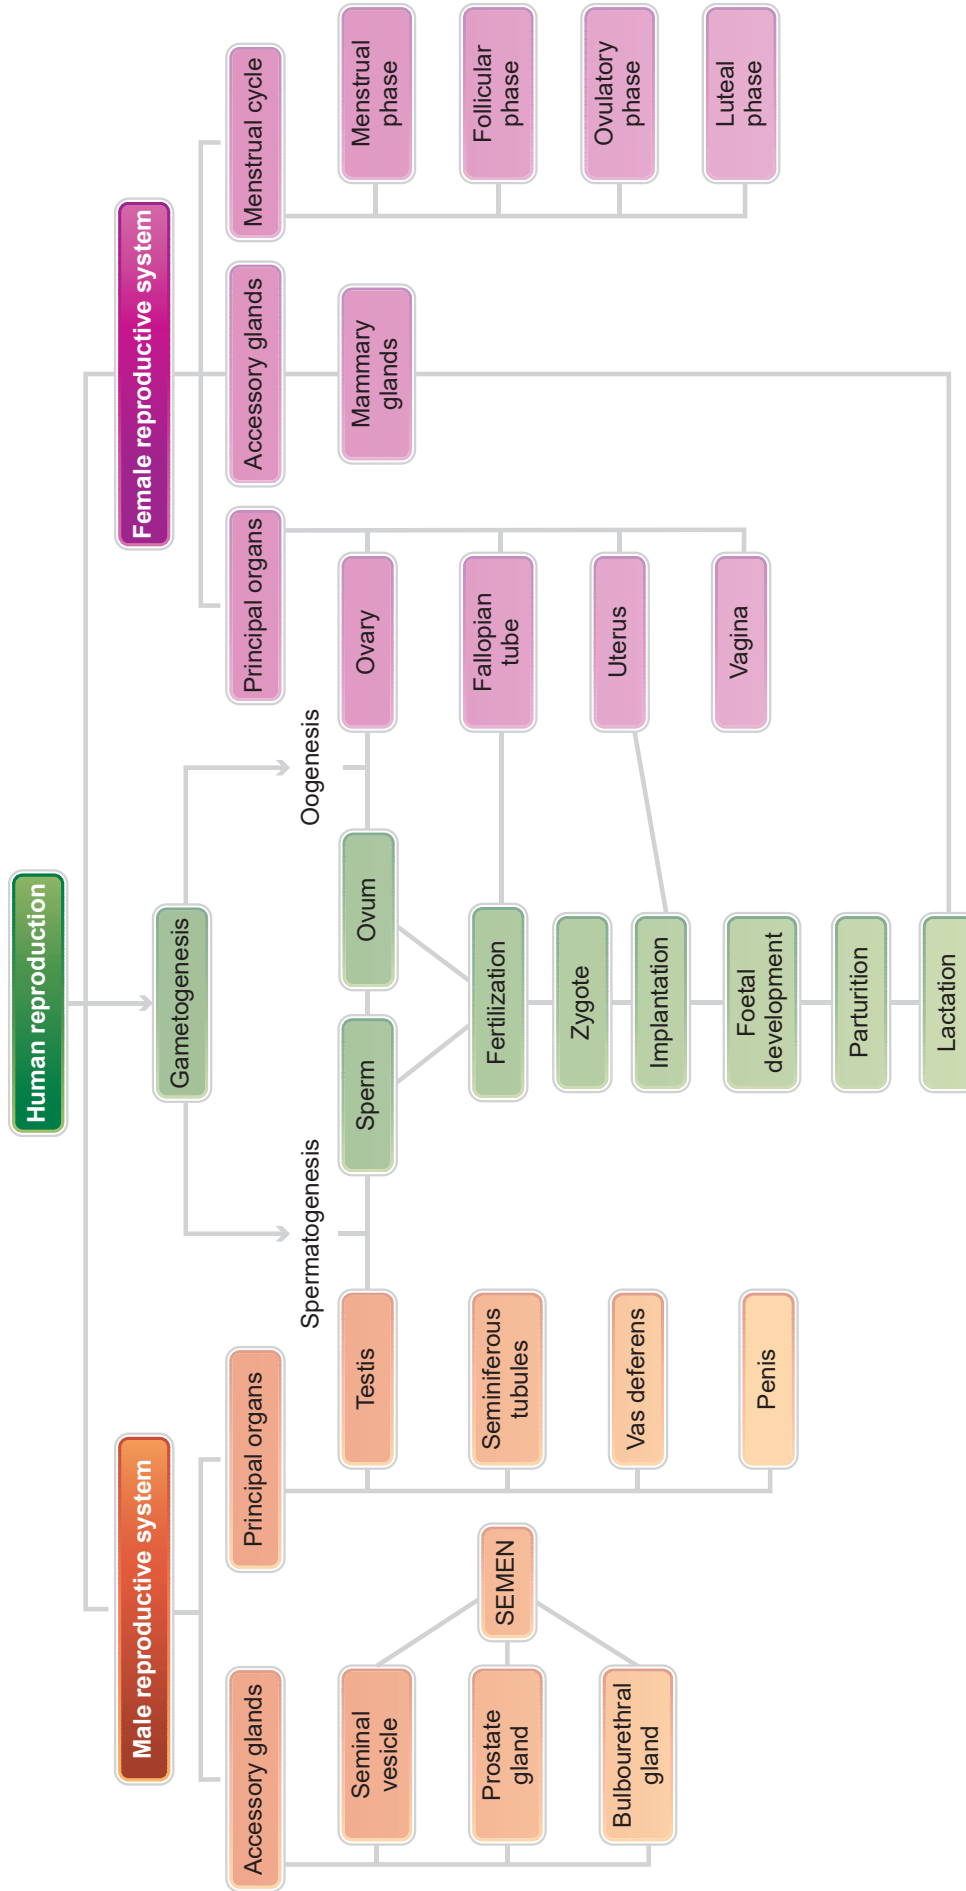 Human reproduction
Male reproductive system
Female reproductive system
Gametogenesis
Accessory glands
Principal organs
Principal organs
Accessory glands
Menstrual cycle
Spermatogenesis
Oogenesis
Seminal
vesicle
Testis
Sperm
Ovum
Ovary
Mammary
glands
Menstrual
phase
Prostate
gland
SEMEN
Seminiferous
tubules
Fertilization
Fallopian
tube
Follicular
phase
Zygote
Bulbourethral
gland
Vas deferens
Implantation
Uterus
Ovulatory
phase
Penis
Foetal
development
Vagina
Luteal
phase
Parturition
Lactation